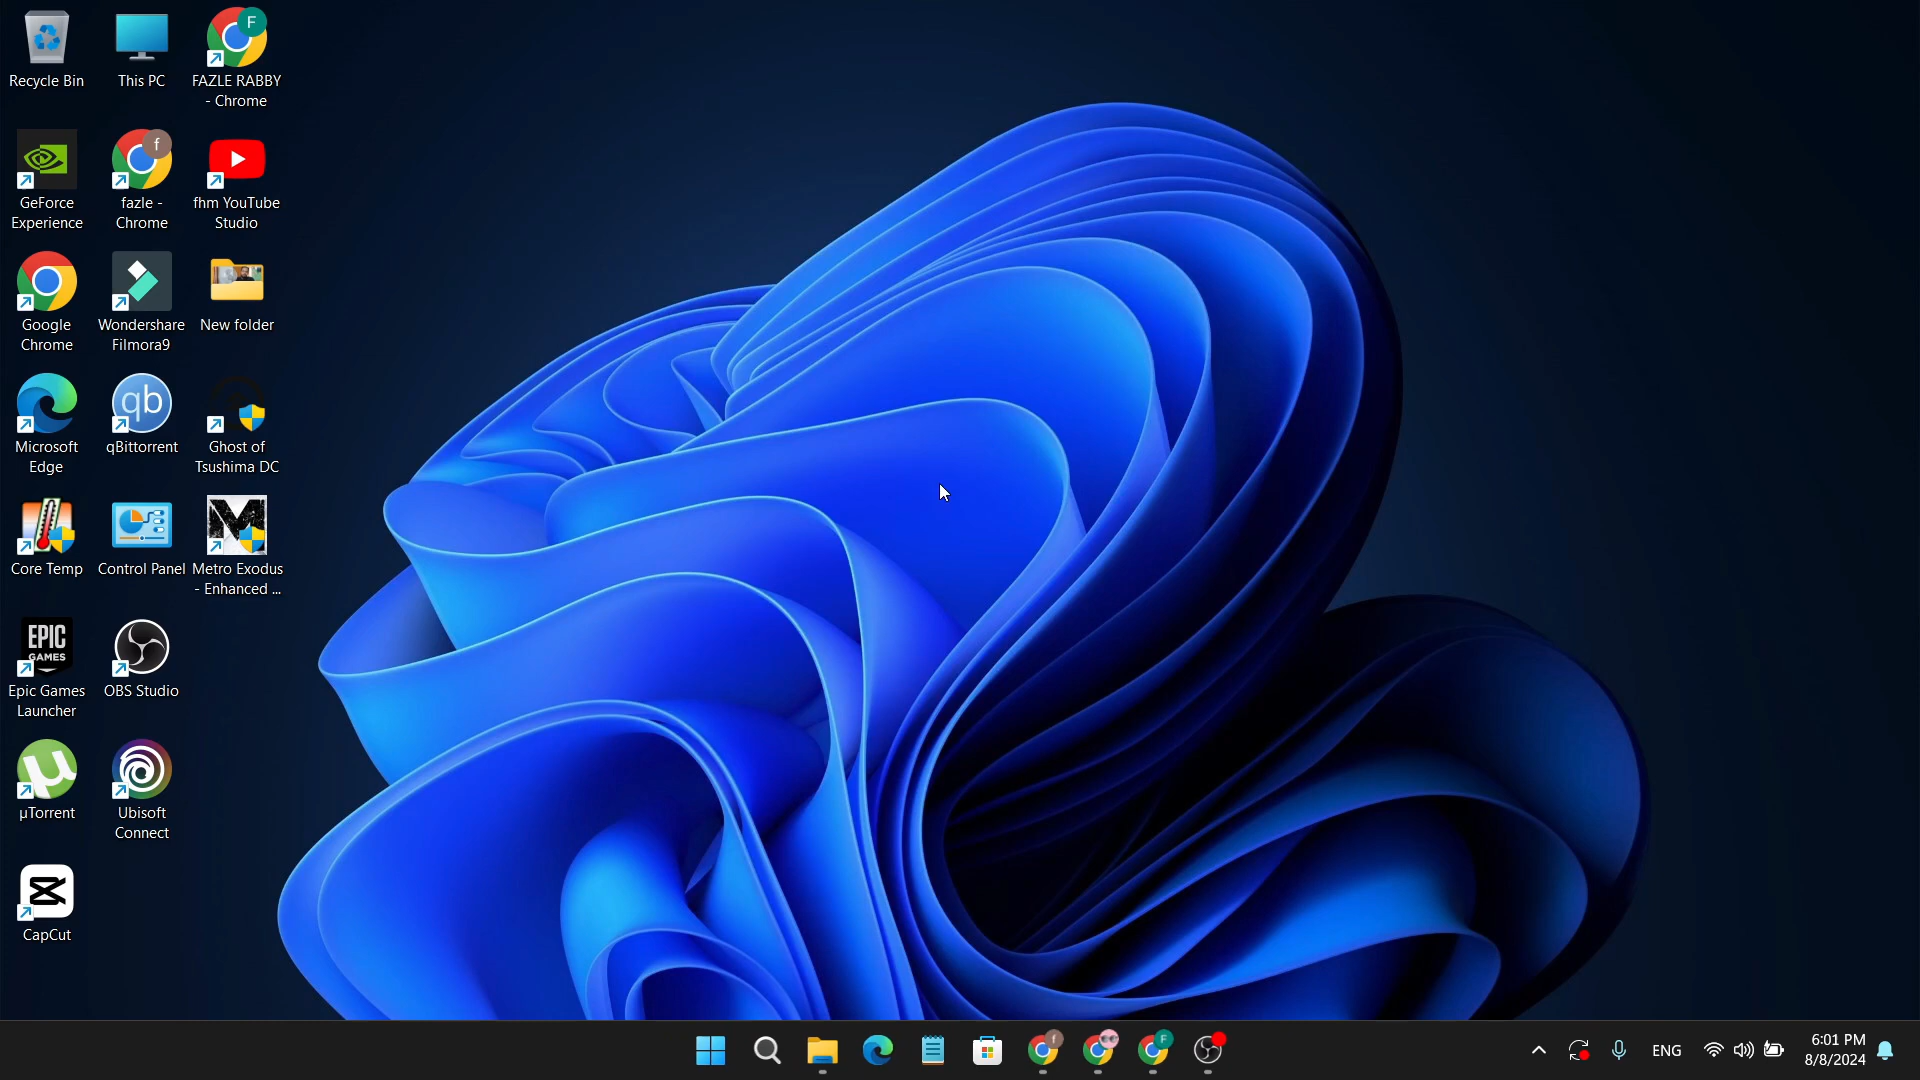 Recycle Bin
This PC
F
FAZLE RABBY
- Chrome
GeForce
Experience
f
fazle -
Chrome
fhm YouTube
Studio
Google
Chrome
Wondershare
Filmora9
New folder
Microsoft
Edge
qb
qBittorrent
Ghost of
Tsushima DC
Core Temp
Control Panel
M
Metro Exodus
- Enhanced ...
EPIC
GAMES
Epic Games
Launcher
OBS Studio
µ
µTorrent
Ubisoft
Connect
CapCut
f
F
ENG
6:01 PM
8/8/2024